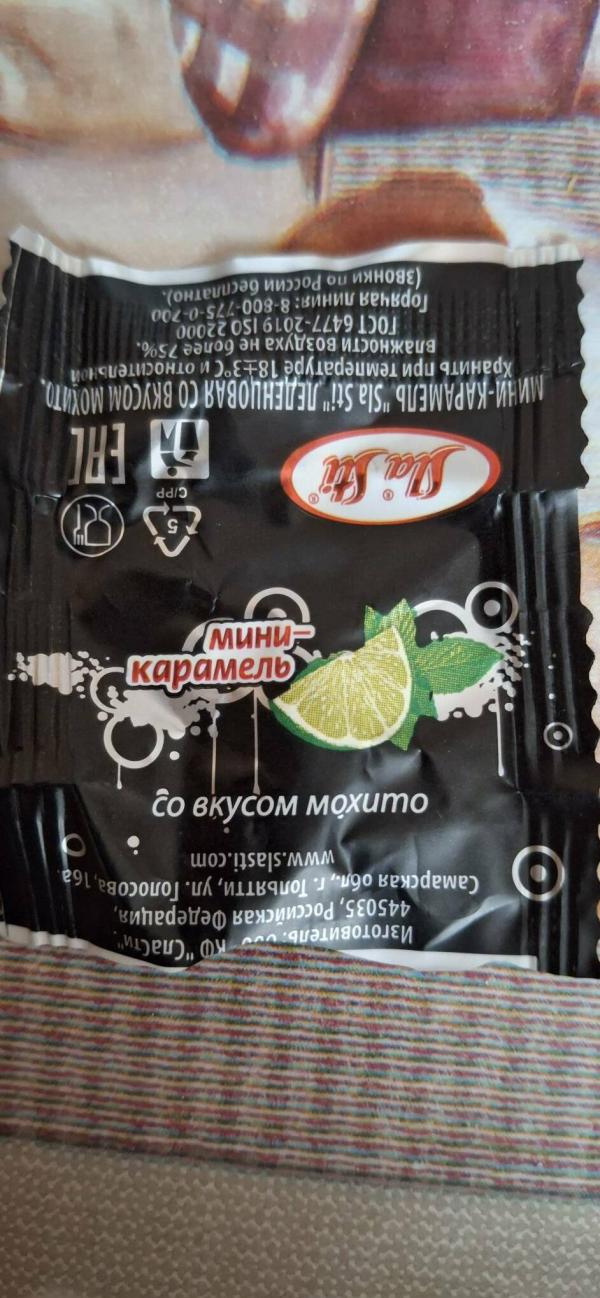 мини-
карамель
со вкусом мохито
Sla Sti
C/PP
5
EAC
МИНИ-КАРАМЕЛЬ "Sla Sti" ЛЕДЕНЦОВАЯ СО ВКУСОМ МОХИТО.
Хранить при температуре 18±3°С и относительной
влажности воздуха не более 75%.
ГОСТ 6477-2019 ISO 22000
Горячая линия: 8-800-775-0-700
(звонки по России бесплатно).
Изготовитель: ООО КФ "СлаСти".
445035, Российская Федерация,
Самарская обл., г. Тольятти, ул. Голосова, 16а.
www.slasti.com